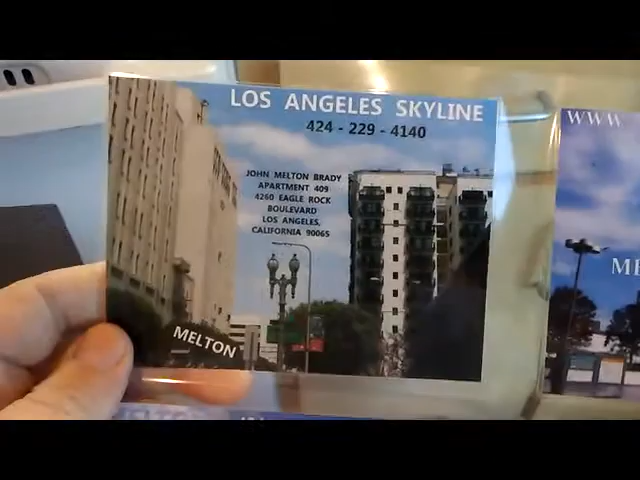 LOS ANGELES SKYLINE
424 - 229 - 4140
JOHN MELTON BRADY
APARTMENT 409
4260 EAGLE ROCK
BOULEVARD
LOS ANGELES,
CALIFORNIA 90065
MELTON
WWW
ME